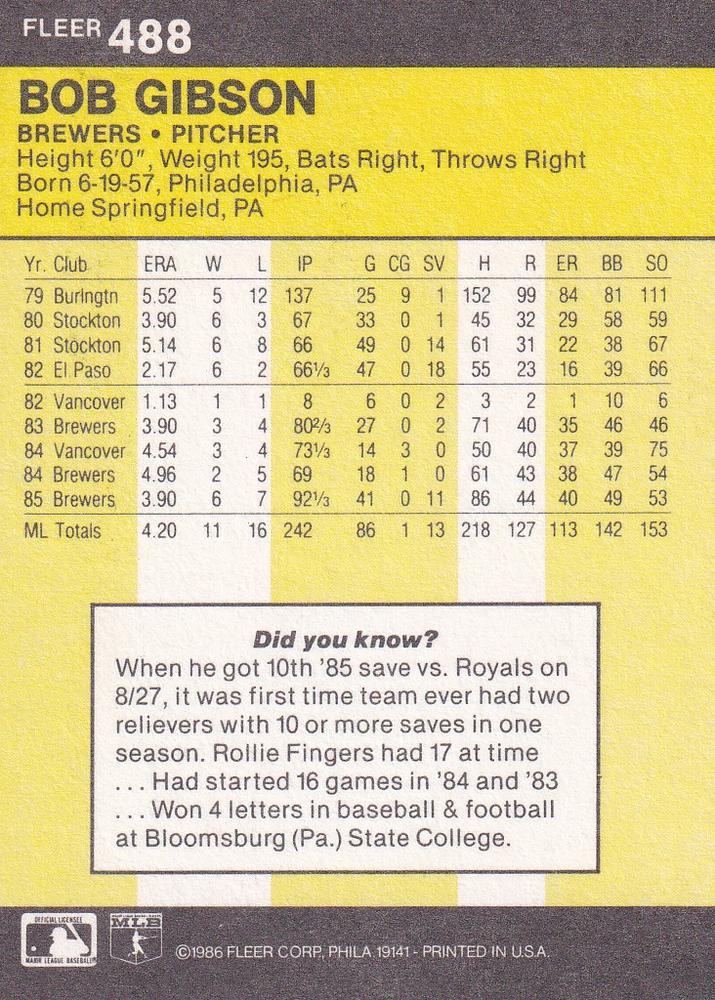 FLEER 488
BOB GIBSON
BREWERS • PITCHER
Height 6'0", Weight 195, Bats Right, Throws Right
Born 6-19-57, Philadelphia, PA
Home Springfield, PA
Yr. Club ERA W L IP G CG SV H R ER BB SO
79 Burlngtn 5.52 5 12 137 25 9 1 152 99 84 81 111
80 Stockton 3.90 6 3 67 33 0 1 45 32 29 58 59
81 Stockton 5.14 6 8 66 49 0 14 61 31 22 38 67
82 El Paso 2.17 6 2 66⅓ 47 0 18 55 23 16 39 66
82 Vancover 1.13 1 1 8 6 0 2 3 2 1 10 6
83 Brewers 3.90 3 4 80⅔ 27 0 2 71 40 35 46 46
84 Vancover 4.54 3 4 73⅓ 14 3 0 50 40 37 39 75
84 Brewers 4.96 2 5 69 18 1 0 61 43 38 47 54
85 Brewers 3.90 6 7 92⅓ 41 0 11 86 44 40 49 53
ML Totals 4.20 11 16 242 86 1 13 218 127 113 142 153
Did you know?
When he got 10th '85 save vs. Royals on
8/27, it was first time team ever had two
relievers with 10 or more saves in one
season. Rollie Fingers had 17 at time
... Had started 16 games in '84 and '83
... Won 4 letters in baseball & football
at Bloomsburg (Pa.) State College.
OFFICIAL LICENSEE
MAJOR LEAGUE BASEBALL
MLB
©1986 FLEER CORP, PHILA 19141 - PRINTED IN U.S.A.